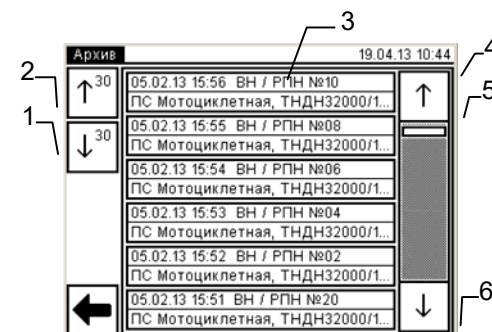 3
Архив 19.04.13 10:44
4
2
30
05.02.13 15:56 ВН / РПН №10
ПС Мотоциклетная, ТНДН32000/1...
5
1
30
05.02.13 15:55 ВН / РПН №08
ПС Мотоциклетная, ТНДН32000/1...
05.02.13 15:54 ВН / РПН №06
ПС Мотоциклетная, ТНДН32000/1...
05.02.13 15:53 ВН / РПН №04
ПС Мотоциклетная, ТНДН32000/1...
05.02.13 15:52 ВН / РПН №02
ПС Мотоциклетная, ТНДН32000/1...
05.02.13 15:51 ВН / РПН №20
ПС Мотоциклетная, ТНДН32000/1...
6